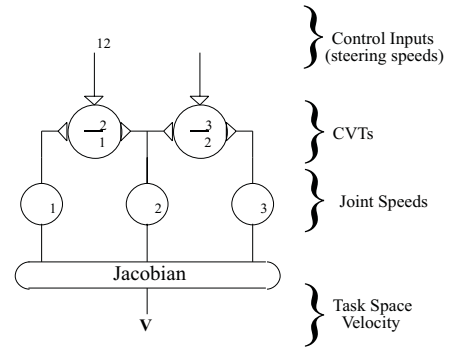 12
Control Inputs
(steering speeds)
2
1
3
2
CVTs
1
2
3
Joint Speeds
Jacobian
Task Space
Velocity
V